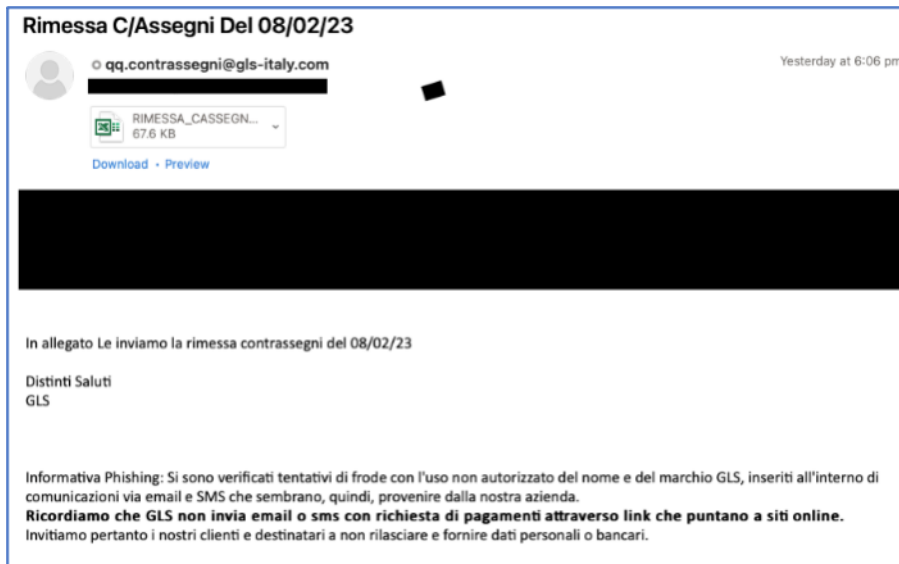 Rimessa C/Assegni Del 08/02/23
qq.contrassegni@gls-italy.com
Yesterday at 6:06 pm
RIMESSA_CASSEGN...
67.6 KB
Download • Preview
In allegato Le inviamo la rimessa contrassegni del 08/02/23
Distinti Saluti
GLS
Informativa Phishing: Si sono verificati tentativi di frode con l'uso non autorizzato del nome e del marchio GLS, inseriti all'interno di
comunicazioni via email e SMS che sembrano, quindi, provenire dalla nostra azienda.
Ricordiamo che GLS non invia email o sms con richiesta di pagamenti attraverso link che puntano a siti online.
Invitiamo pertanto i nostri clienti e destinatari a non rilasciare e fornire dati personali o bancari.